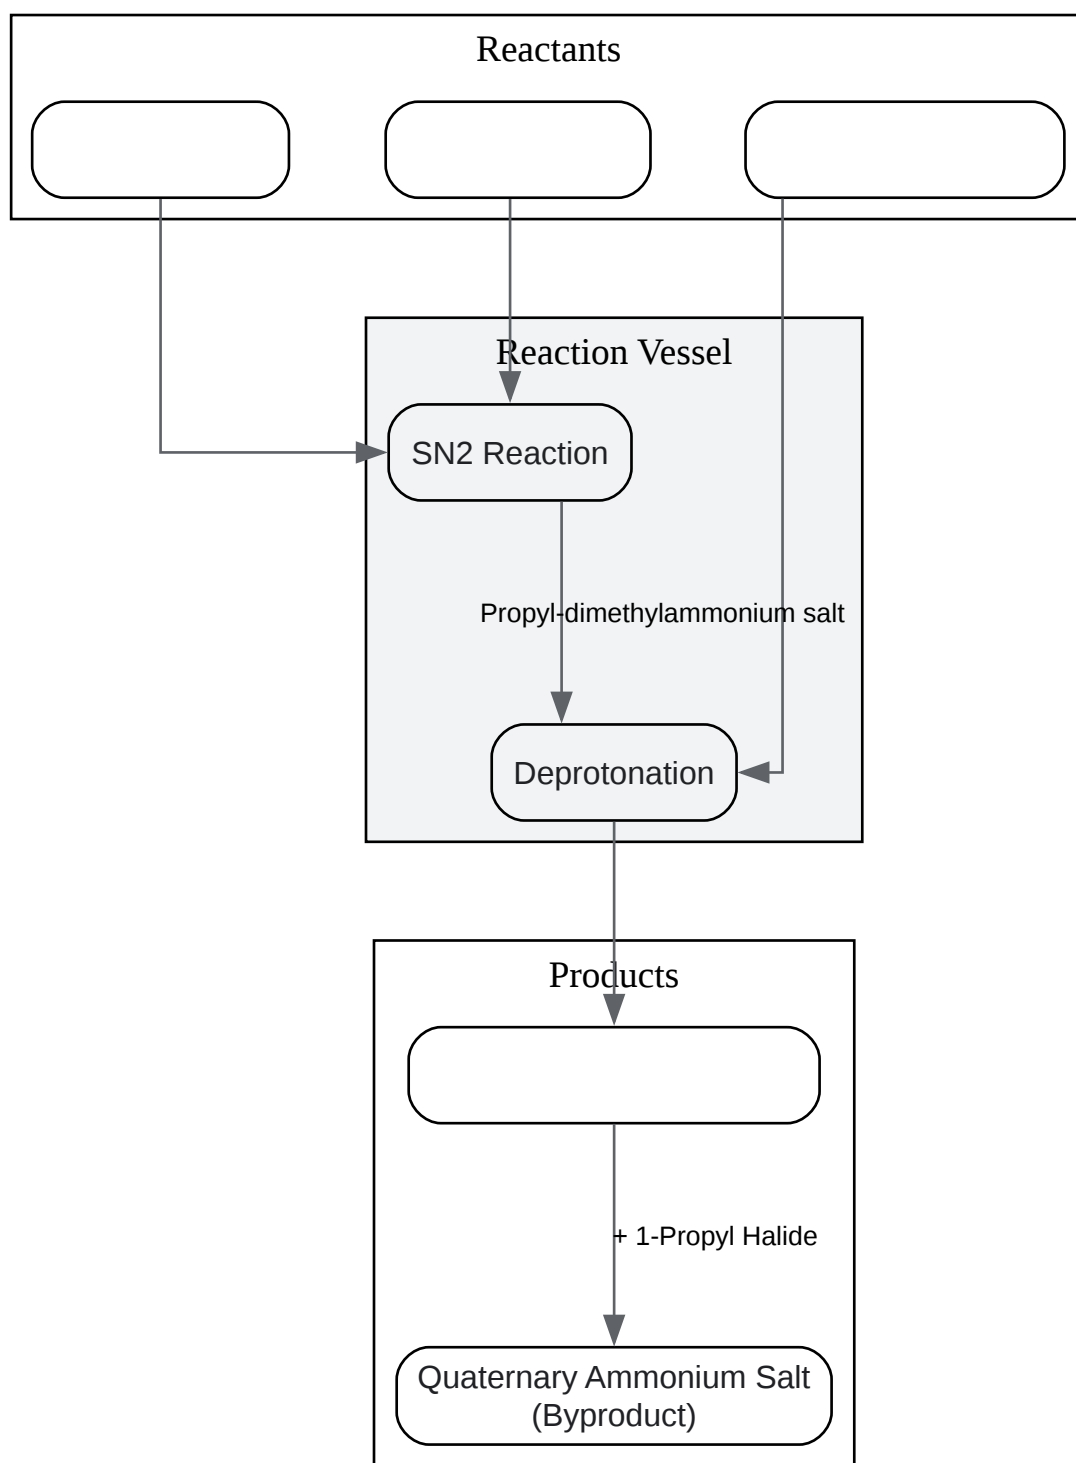 Reactants
Reaction Vessel
SN2 Reaction
Propyl-dimethylammonium salt
Deprotonation
Products
+ 1-Propyl Halide
Quaternary Ammonium Salt
(Byproduct)